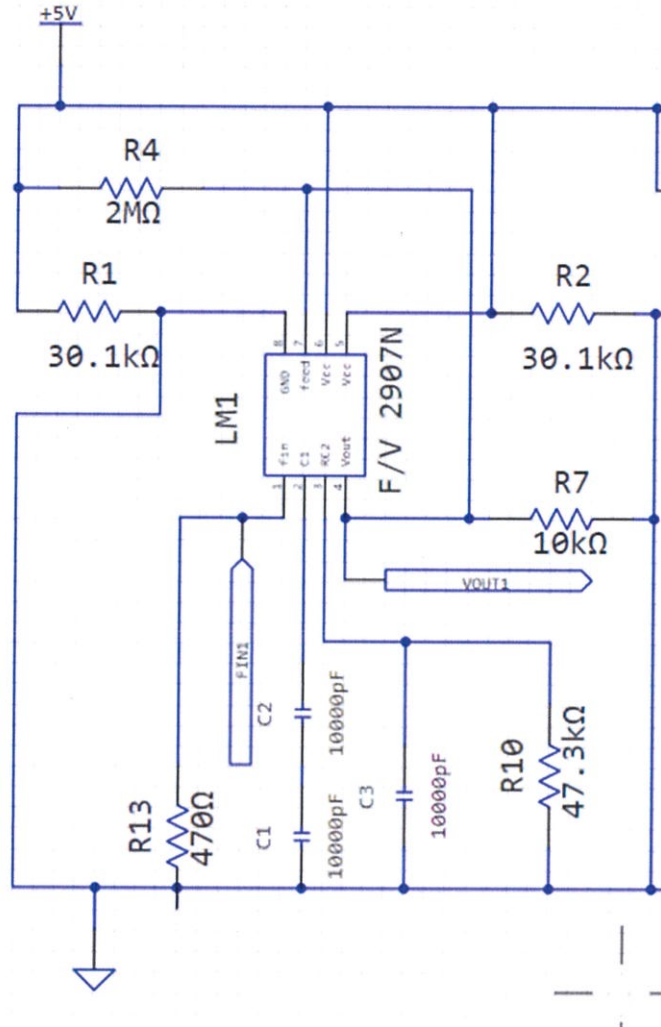 +5V
R4
2MΩ
R1
30.1kΩ
R2
30.1kΩ
8
7
6
5
GND
feed
Vcc
Vcc
LM1
F/V 2907N
fin
C1
RC2
Vout
1
2
3
4
R7
10kΩ
VOUT1
FIN1
C2
10000pF
R13
470Ω
C1
10000pF
C3
10000pF
R10
47.3kΩ